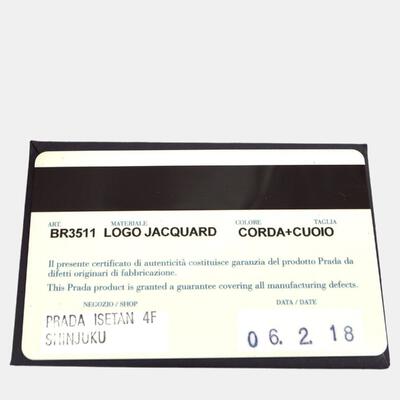 ART. MATERIALE COLORE TAGLIA
BR3511 LOGO JACQUARD CORDA+CUOIO
Il presente certificato di autenticità costituisce garanzia del prodotto Prada da
difetti originari di fabbricazione.
This Prada product is granted a guarantee covering all manufacturing defects.
NEGOZIO / SHOP DATA / DATE
PRADA ISETAN 4F
SHINJUKU
06. 2. 18